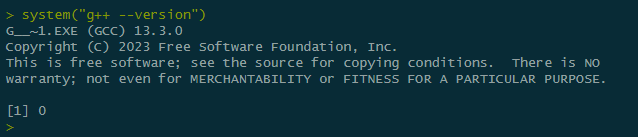 > system("g++ --version")
G__~1.EXE (GCC) 13.3.0
Copyright (C) 2023 Free Software Foundation, Inc.
This is free software; see the source for copying conditions.  There is NO
warranty; not even for MERCHANTABILITY or FITNESS FOR A PARTICULAR PURPOSE.

[1] 0
>